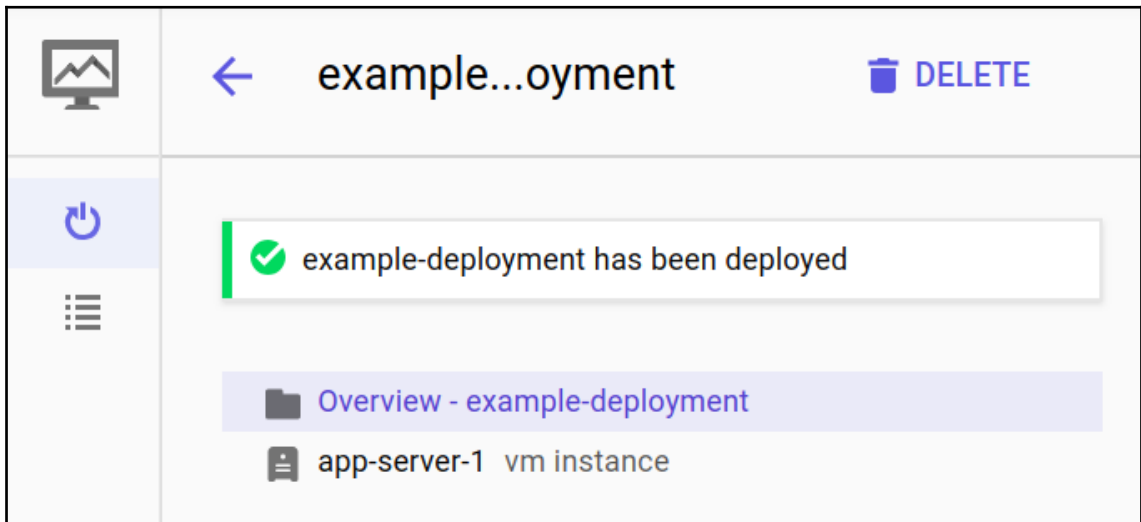 example...oyment DELETE
example-deployment has been deployed
Overview - example-deployment
app-server-1 vm instance